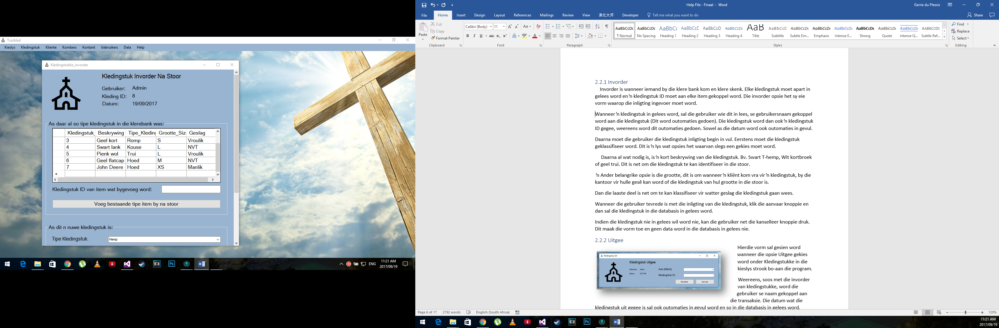 Tuisblad
Kieslys Kledingstuk Kliente Kombers Kontant Gebruikers Data Help
Kledingstukke_invorder
Kledingstuk Invorder Na Stoor
Gebruiker: Admin
Kleding ID: 8
Datum: 19/09/2017
As daar al so tipe kledingstuk in die klerebank was:
Kledingstuk_ Beskrywing Tipe_Kleding Grootte_Siz Geslag
3 Geel kort Romp S Vroulik
4 Swart lank Kouse L NVT
5 Pienk wol Trui L Vroulik
6 Geel flatcap Hoed M NVT
7 John Deere Hoed XS Manlik
Kledingstuk ID van item wat bygevoeg word:
Voeg bestaande tipe item by na stoor
As dit n nuwe kledingstuk is:
Tipe Kledingstuk: Hemp
Ps
ENG
11:21 AM
2017/09/19
Help File - Finaal - Word
Gerrie du Plessis
File Home Insert Design Layout References Mailings Review View 美化大师 Developer Tell me what you want to do Share
Paste
Cut
Copy
Format Painter
Clipboard
Calibri (Body) 11
Font
Paragraph
AaBbCcDc AaBbCcDc AaBbCc AaBbCcD AaBbCcDc AaBbCcDc AaB AaBbCcD AaBbCcDc AaBbCcDc AaBbCcDc AaBbCcDc AaBbCcDc AaBbCcDc AABBCCDE
¶ Normal No Spacing Heading 1 Heading 2 Heading 3 Heading 4 Title Subtitle Subtle Em... Emphasis Intense E... Strong Quote Intense Q... Subtle Ref...
Styles
Find
Replace
Select
Editing
2.2.1 Invorder
Invorder is wanneer iemand by die klere bank kom en klere skenk. Elke kledingstuk moet apart in
gelees word en ŉ kledingstuk ID moet aan elke item gekoppel word. Die invorder opsie het sy eie
vorm waarop die inligting ingevoer moet word.
Wanneer ŉ kledingstuk in gelees word, sal die gebruiker wie dit in lees, se gebruikersnaam gekoppel
word aan die kledingstuk (Dit word outomaties gedoen). Die kledingstuk word dan ook ŉ kledingstuk
ID gegee, weereens word dit outomaties gedoen. Sowel as die datum word ook outomaties in gevul.
Daarna moet die gebruiker die kledingstuk inligting begin in vul. Eerstens moet die kledingstuk
geklassifiseer word. Dit is ŉ lys wat opsies het waarvan slegs een gekies moet word.
Daarna al wat nodig is, is ŉ kort beskrywing van die kledingstuk. Bv. Swart T-hemp, Wit kortbroek
of geel trui. Dit is net om die kledingstuk te kan identifiseer in die stoor.
ŉ Ander belangrike opsie is die grootte, dit is om wanneer ŉ kliënt kom vra vir ŉ kledingstuk, by die
kantoor vir hulle gesê kan word of die kledingstuk van hul grootte in die stoor is.
Dan die laaste deel is net om te kan klassifiseer vir watter geslag die kledingstuk gaan wees.
Wanneer die gebruiker tevrede is met die inligting van die kledingstuk, klik die aanvaar knoppie en
dan sal die kledingstuk in die databasis in gelees word.
Indien die kledingstuk nie in gelees wil word nie, kan die gebruiker net die kanselleer knoppie druk.
Dit maak die vorm toe en geen data word in die databasis in gelees nie.
2.2.2 Uitgee
Kledingstuk_Uit
Kledingstuk Uitgee
Gebruiker Admin
Datum: DATUM
Aan (Kliënt):
Kledingstuk ID:
Kanselleer Aanvaar
Hierdie vorm sal gesien word
wanneer die opsie Uitgee gekies
word onder Kledingstukke in die
kieslys strook bo-aan die program.
Weereens, soos met die invorder
van kledingstukke, word die
gebruiker se naam gekoppel aan
die transaksie. Die datum wat die
kledingstuk uit gegee is sal ook outomaties in gevul word en so in die databasis in gelees word.
Page 6 of 17 2792 words English (South Africa) 120%
Ps
11:21 AM
2017/09/19